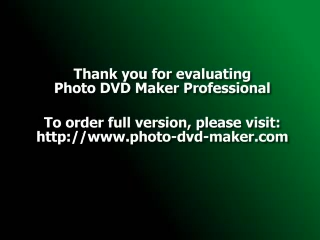 Thank you for evaluating
Photo DVD Maker Professional
To order full version, please visit:
http://www.photo-dvd-maker.com